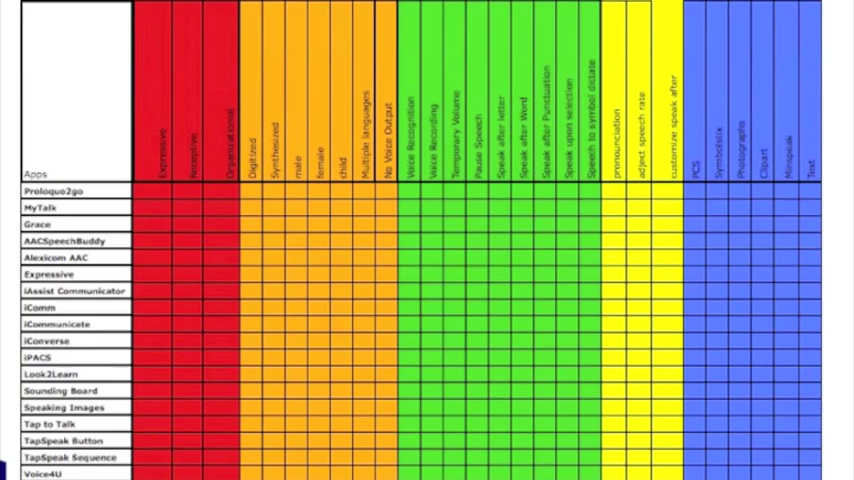 Apps
Expressive
Receptive
Organizational
Digitized
Synthesized
male
female
child
Multiple languages
No Voice Output
Voice Recognition
Voice Recording
Temporary Volume
Pause Speech
Speak after letter
Speak after Word
Speak after Punctuation
Speak upon selection
Speech to symbol dictate
pronounciation
adject speech rate
customize speak after
PCS
Symbolstix
Photographs
Clipart
Minspeak
Text
Proloquo2go
MyTalk
Grace
AACSpeechBuddy
Alexicom AAC
Expressive
iAssist Communicator
iComm
iCommunicate
iConverse
iPACS
Look2Learn
Sounding Board
Speaking Images
Tap to Talk
TapSpeak Button
TapSpeak Sequence
Voice4U